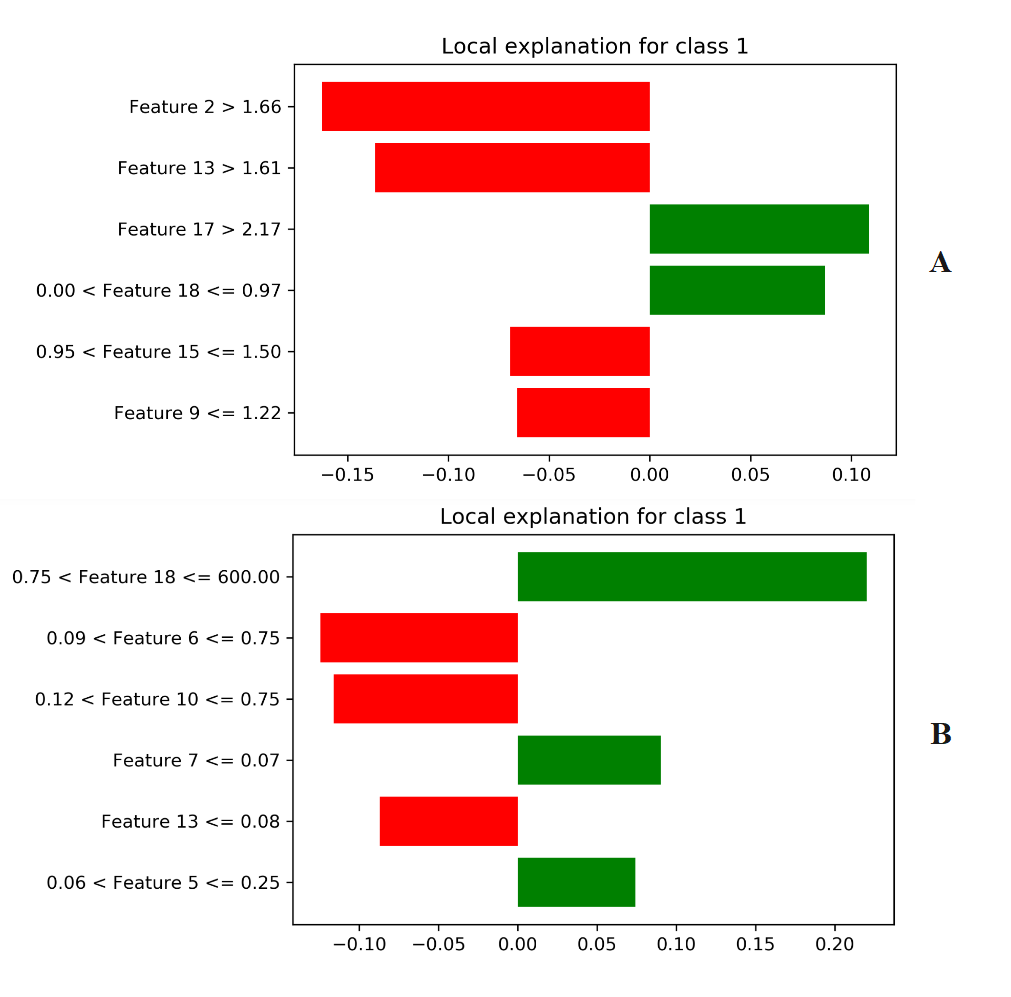 Local explanation for class 1
Feature 2 > 1.66
Feature 13 > 1.61
Feature 17 > 2.17
0.00 < Feature 18 <= 0.97
0.95 < Feature 15 <= 1.50
Feature 9 <= 1.22
−0.15 −0.10 −0.05 0.00 0.05 0.10
A
Local explanation for class 1
0.75 < Feature 18 <= 600.00
0.09 < Feature 6 <= 0.75
0.12 < Feature 10 <= 0.75
Feature 7 <= 0.07
Feature 13 <= 0.08
0.06 < Feature 5 <= 0.25
−0.10 −0.05 0.00 0.05 0.10 0.15 0.20
B